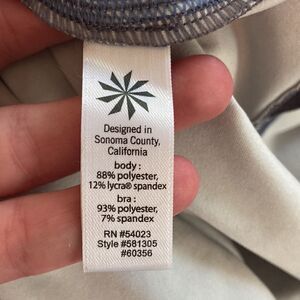 Designed in
Sonoma County,
California
body :
88% polyester,
12% lycra® spandex
bra :
93% polyester,
7% spandex
RN #54023
Style #581305
#60356